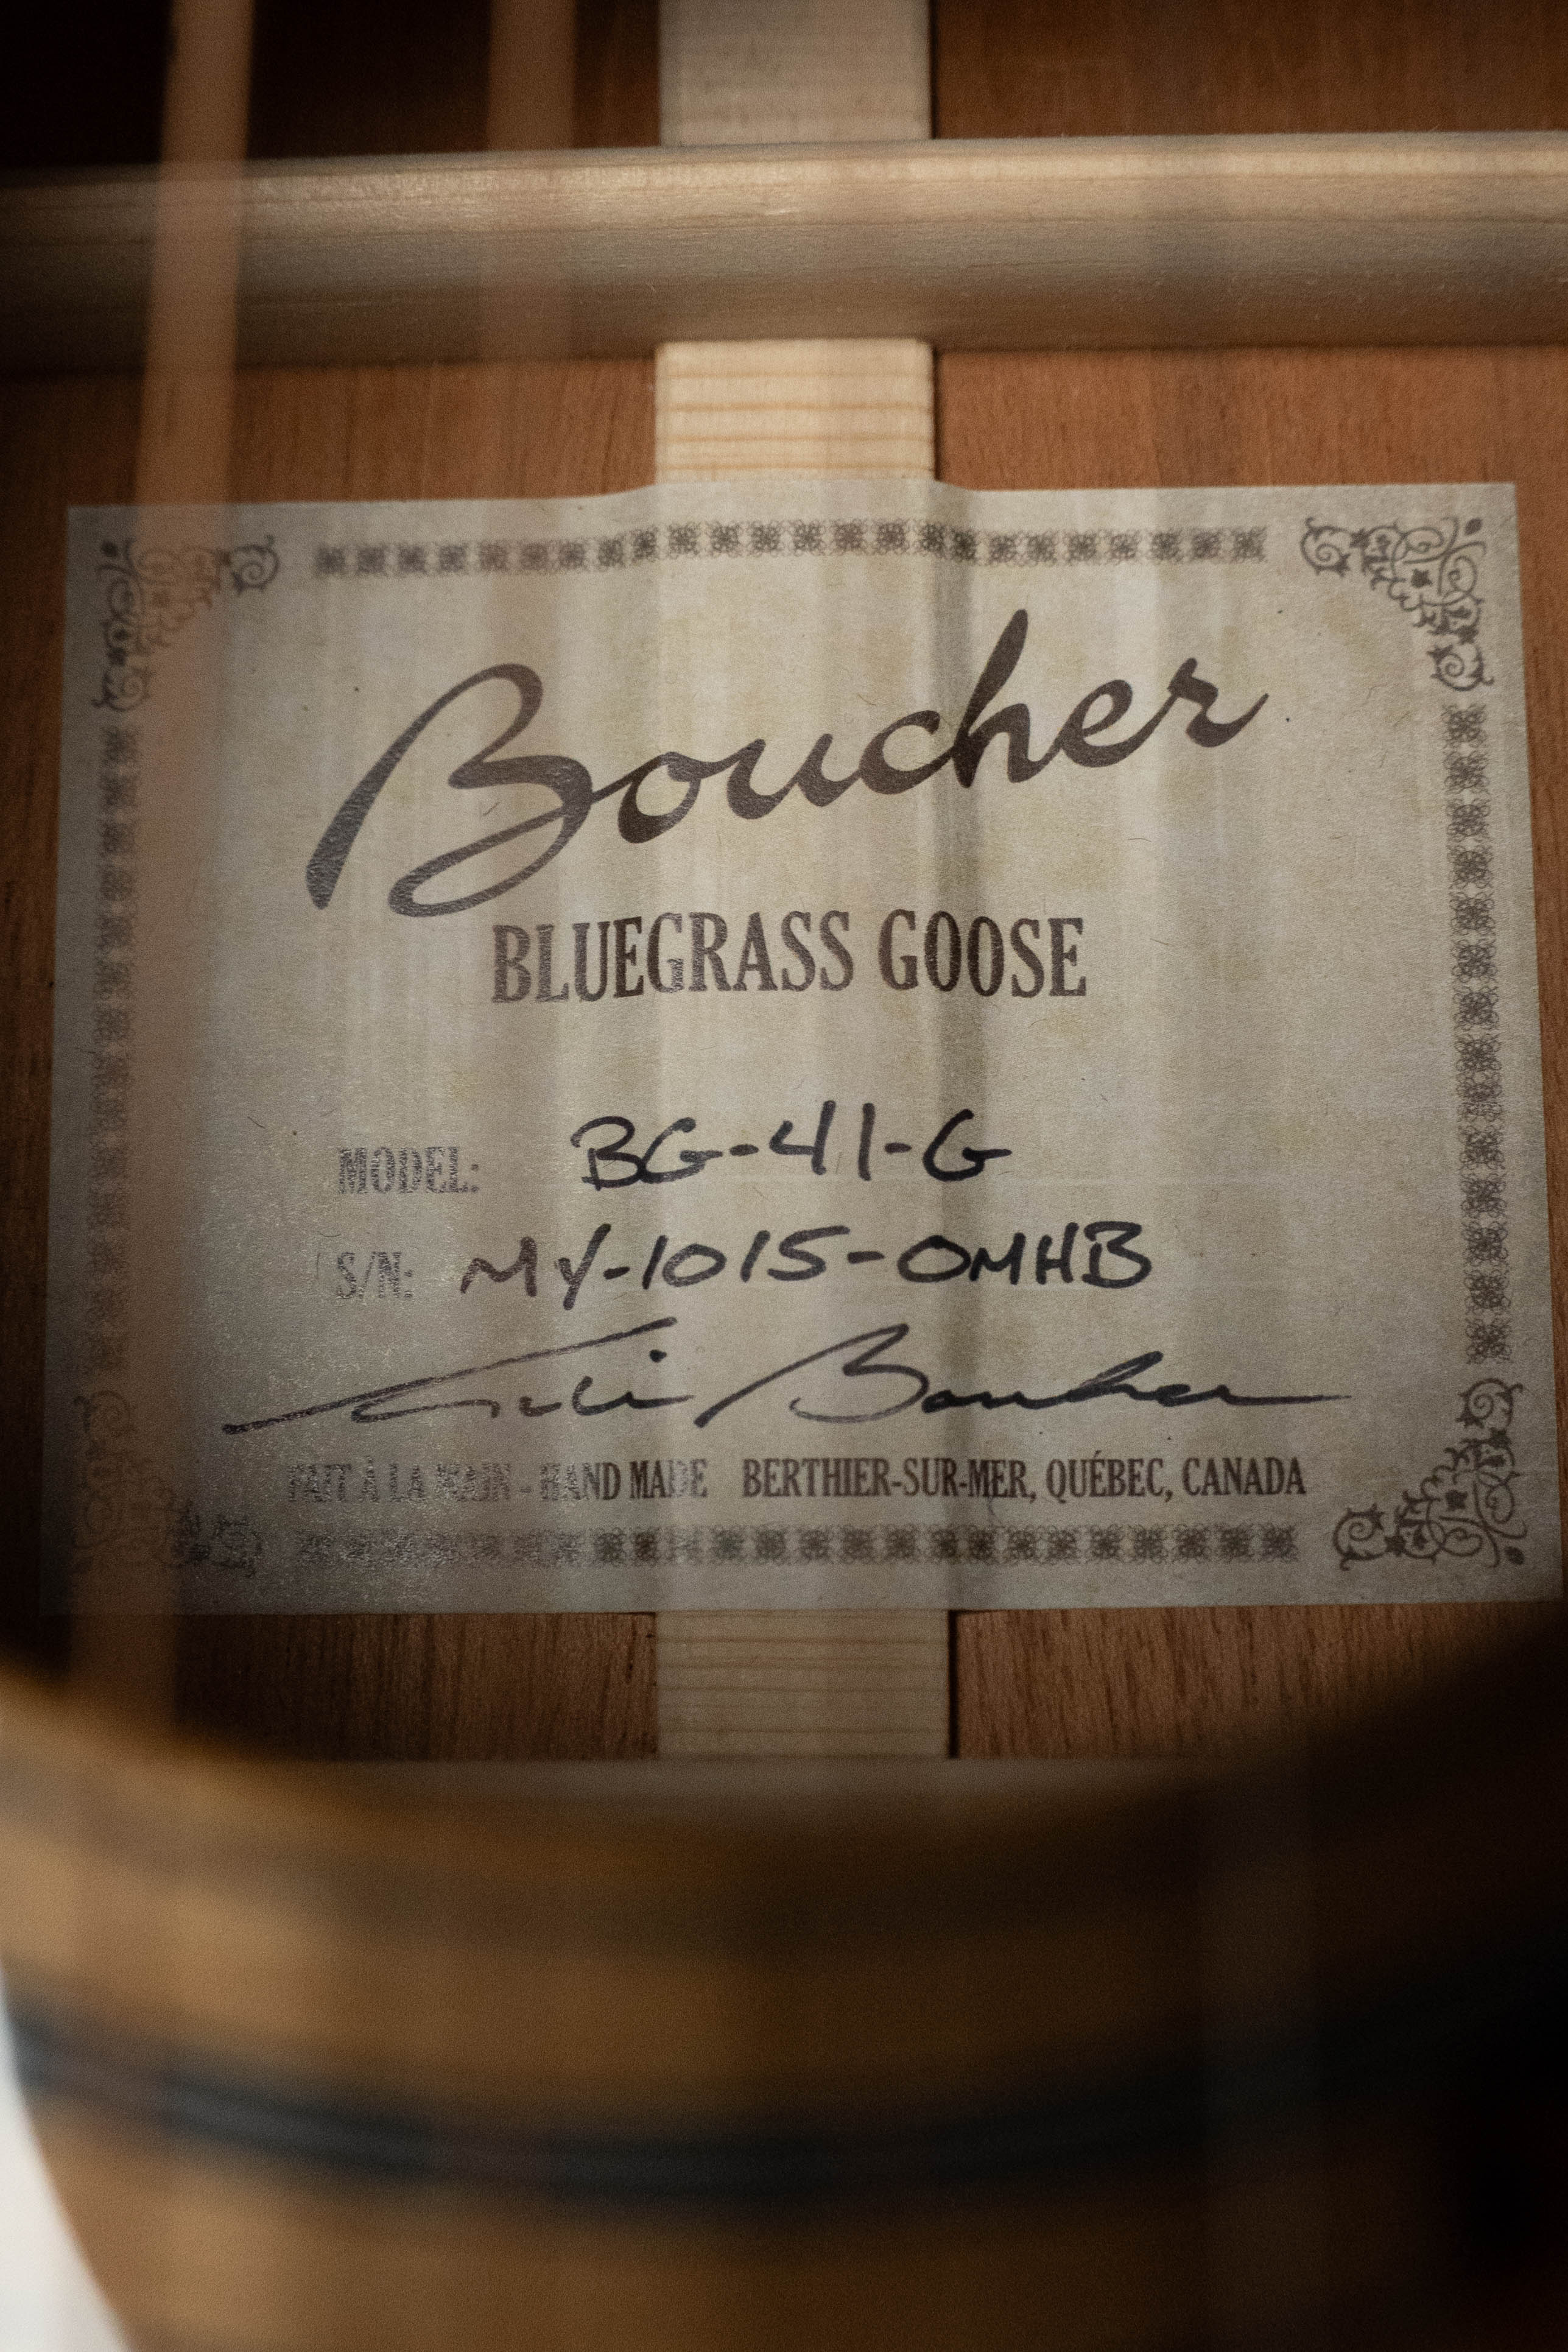 Boucher
BLUEGRASS GOOSE
MODEL: BG-41-G
S/N: MY-1015-OMHB
Boucher
FAIT À LA MAIN - HAND MADE BERTHIER-SUR-MER, QUÉBEC, CANADA